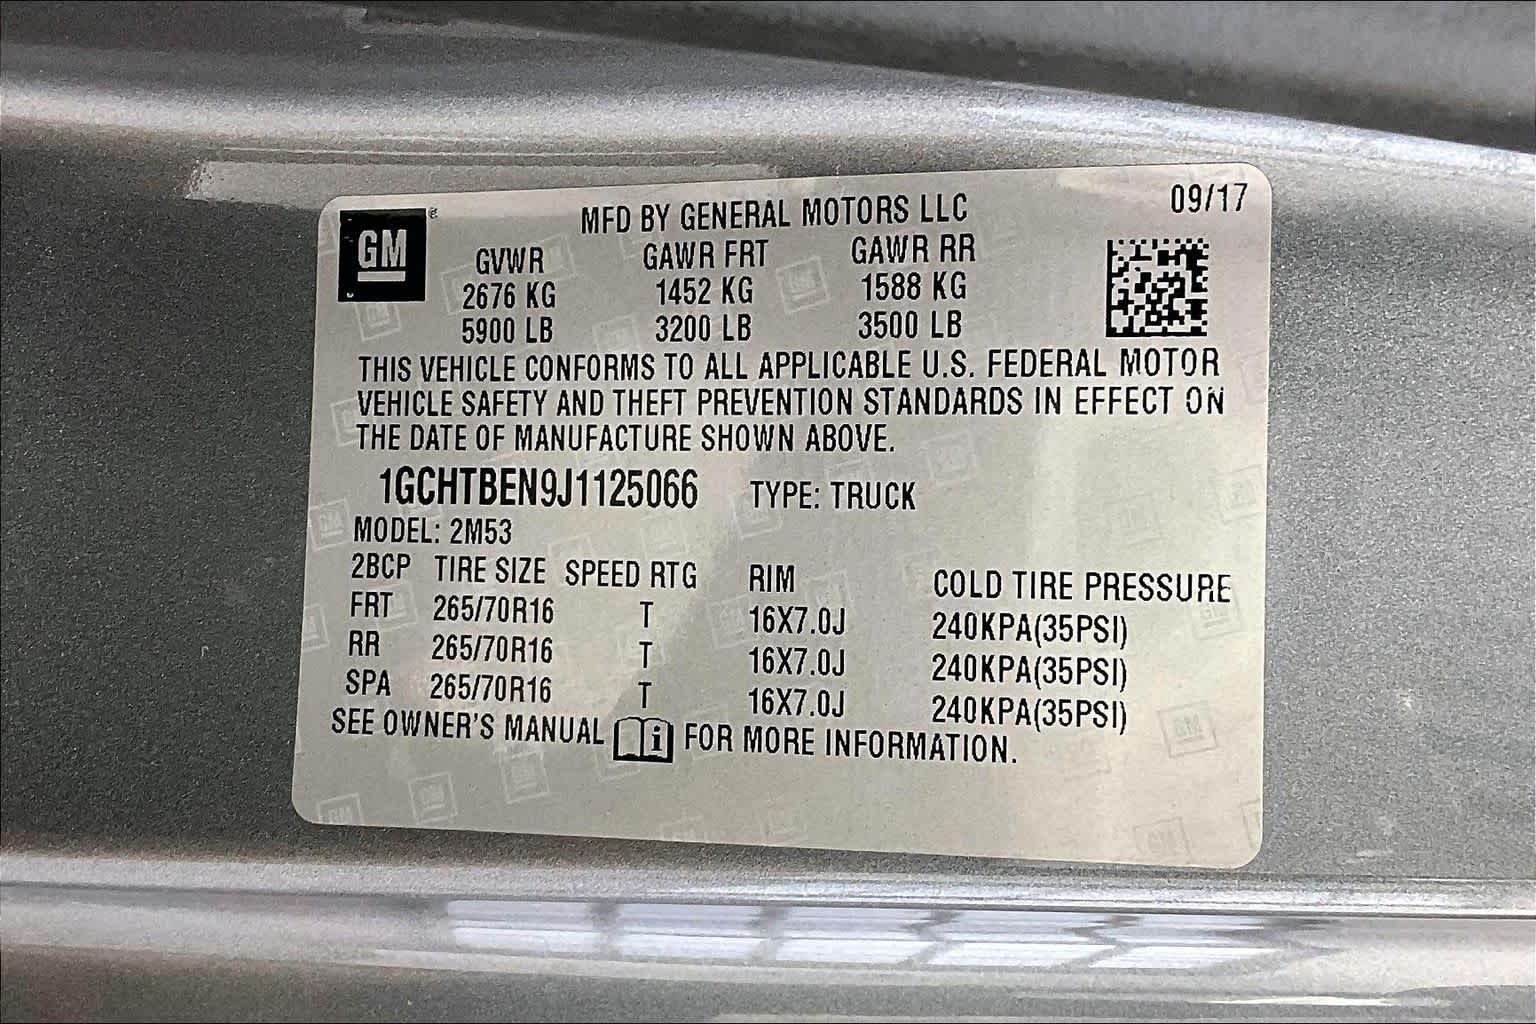 09/17
GM
MFD BY GENERAL MOTORS LLC
GVWR GAWR FRT GAWR RR
2676 KG 1452 KG 1588 KG
5900 LB 3200 LB 3500 LB
THIS VEHICLE CONFORMS TO ALL APPLICABLE U.S. FEDERAL MOTOR
VEHICLE SAFETY AND THEFT PREVENTION STANDARDS IN EFFECT ON
THE DATE OF MANUFACTURE SHOWN ABOVE.
1GCHTBEN9J1125066 TYPE: TRUCK
MODEL: 2M53
2BCP TIRE SIZE SPEED RTG RIM COLD TIRE PRESSURE
FRT 265/70R16 T 16X7.0J 240KPA(35PSI)
RR 265/70R16 T 16X7.0J 240KPA(35PSI)
SPA 265/70R16 T 16X7.0J 240KPA(35PSI)
SEE OWNER'S MANUAL i FOR MORE INFORMATION.